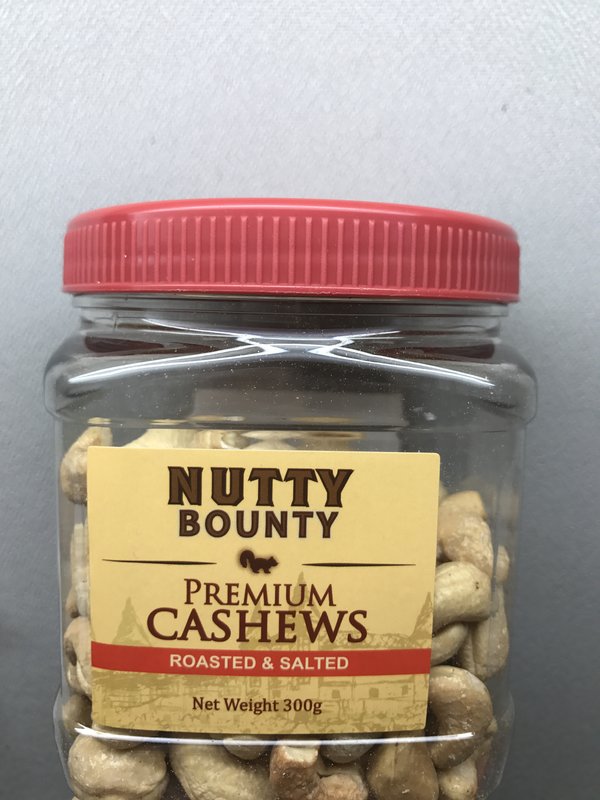 NUTTY
BOUNTY
PREMIUM
CASHEWS
ROASTED & SALTED
Net Weight 300g